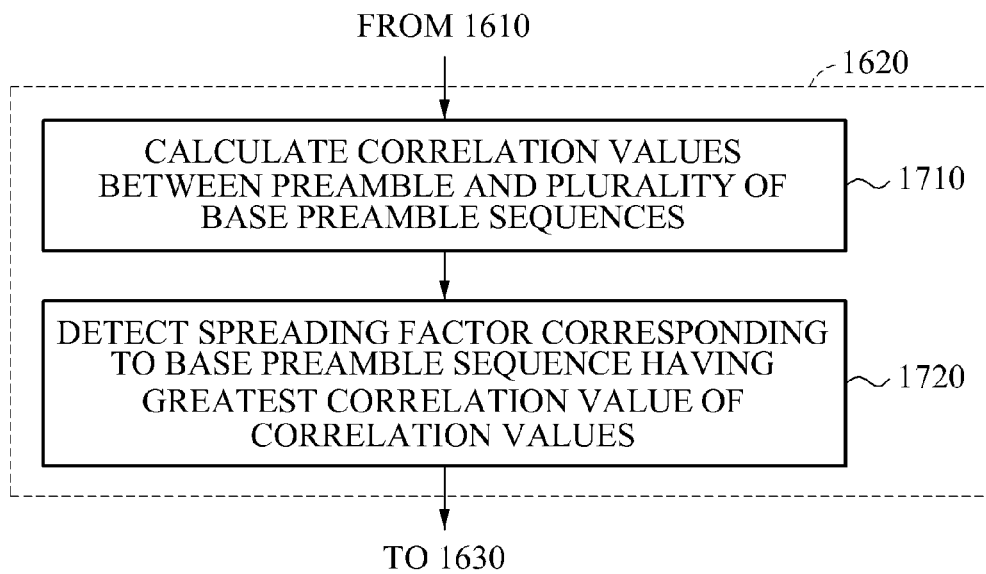 FROM 1610
1620
CALCULATE CORRELATION VALUES
BETWEEN PREAMBLE AND PLURALITY OF
BASE PREAMBLE SEQUENCES
1710
DETECT SPREADING FACTOR CORRESPONDING
TO BASE PREAMBLE SEQUENCE HAVING
GREATEST CORRELATION VALUE OF
CORRELATION VALUES
1720
TO 1630